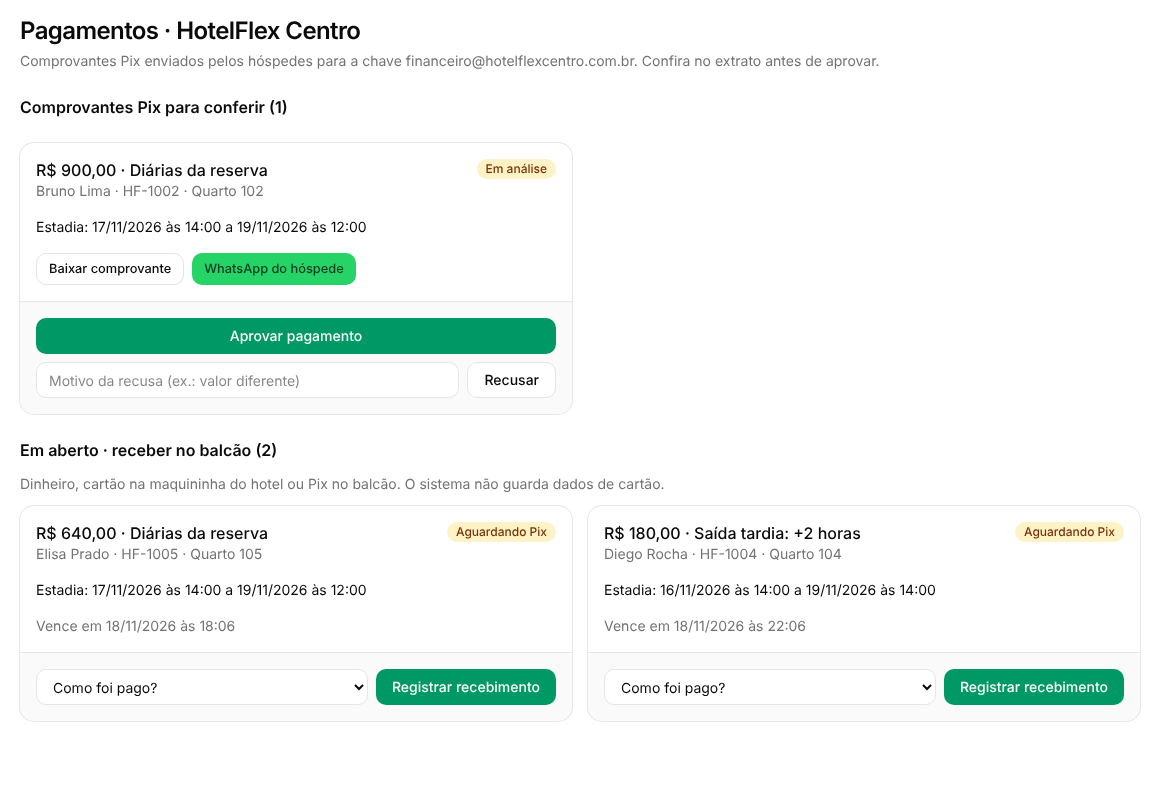 Pagamentos · HotelFlex Centro
Comprovantes Pix enviados pelos hóspedes para a chave financeiro@hotelflexcentro.com.br. Confira no extrato antes de aprovar.
Comprovantes Pix para conferir (1)
R$ 900,00 · Diárias da reserva
Em análise
Bruno Lima · HF-1002 · Quarto 102
Estadia: 17/11/2026 às 14:00 a 19/11/2026 às 12:00
Baixar comprovante
WhatsApp do hóspede
Aprovar pagamento
Motivo da recusa (ex.: valor diferente)
Recusar
Em aberto · receber no balcão (2)
Dinheiro, cartão na maquininha do hotel ou Pix no balcão. O sistema não guarda dados de cartão.
R$ 640,00 · Diárias da reserva
Aguardando Pix
Elisa Prado · HF-1005 · Quarto 105
Estadia: 17/11/2026 às 14:00 a 19/11/2026 às 12:00
Vence em 18/11/2026 às 18:06
Como foi pago?
Registrar recebimento
R$ 180,00 · Saída tardia: +2 horas
Aguardando Pix
Diego Rocha · HF-1004 · Quarto 104
Estadia: 16/11/2026 às 14:00 a 19/11/2026 às 14:00
Vence em 18/11/2026 às 22:06
Como foi pago?
Registrar recebimento